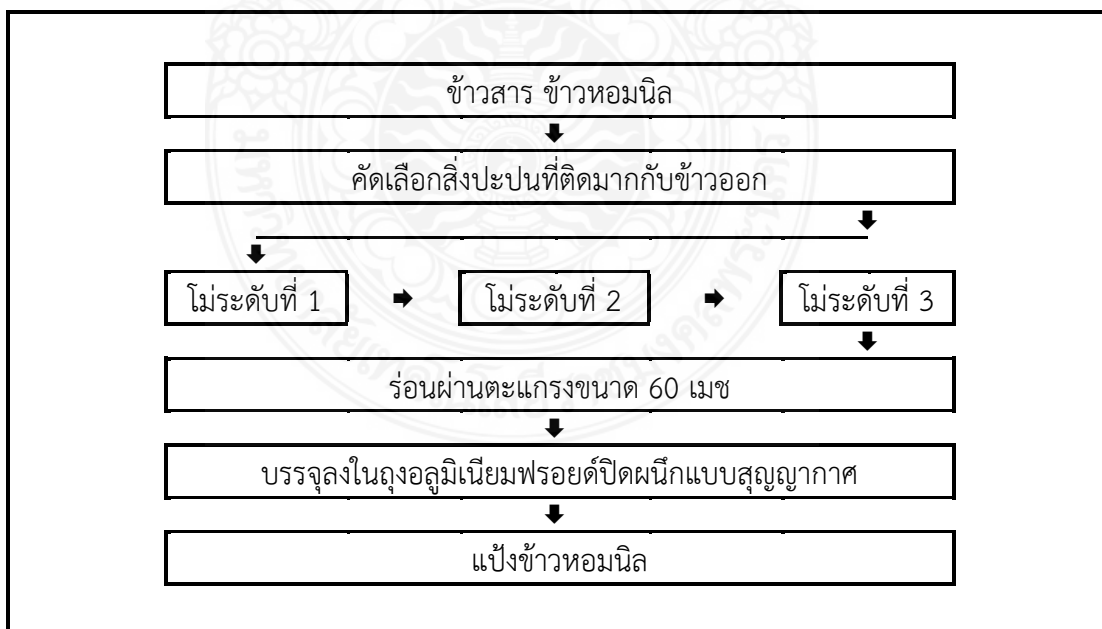 ข้าวสาร ข้าวหอมนิล
คัดเลือกสิ่งปะปนที่ติดมากกับข้าวออก
โม่ระดับที่ 1
โม่ระดับที่ 2
โม่ระดับที่ 3
ร่อนผ่านตะแกรงขนาด 60 เมช
บรรจุลงในถุงอลูมิเนียมฟรอยด์ปิดผนึกแบบสุญญากาศ
แป้งข้าวหอมนิล